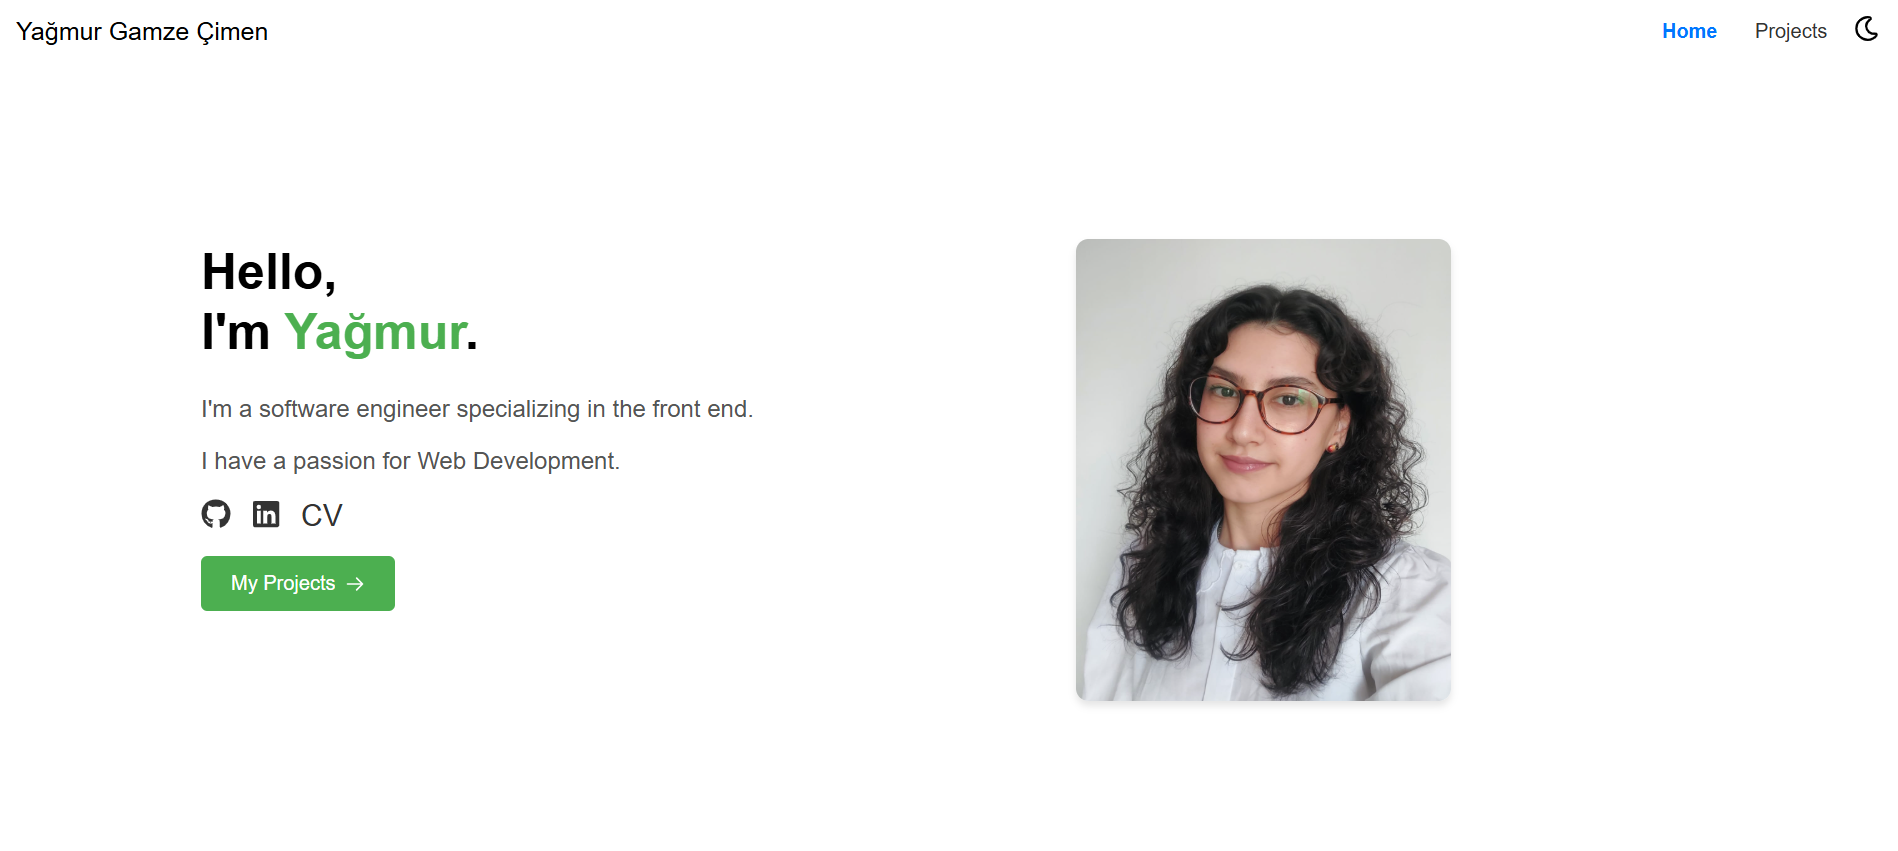 Yağmur Gamze Çimen
Home
Projects
Hello,
I'm Yağmur.
I'm a software engineer specializing in the front end.
I have a passion for Web Development.
in
CV
My Projects →